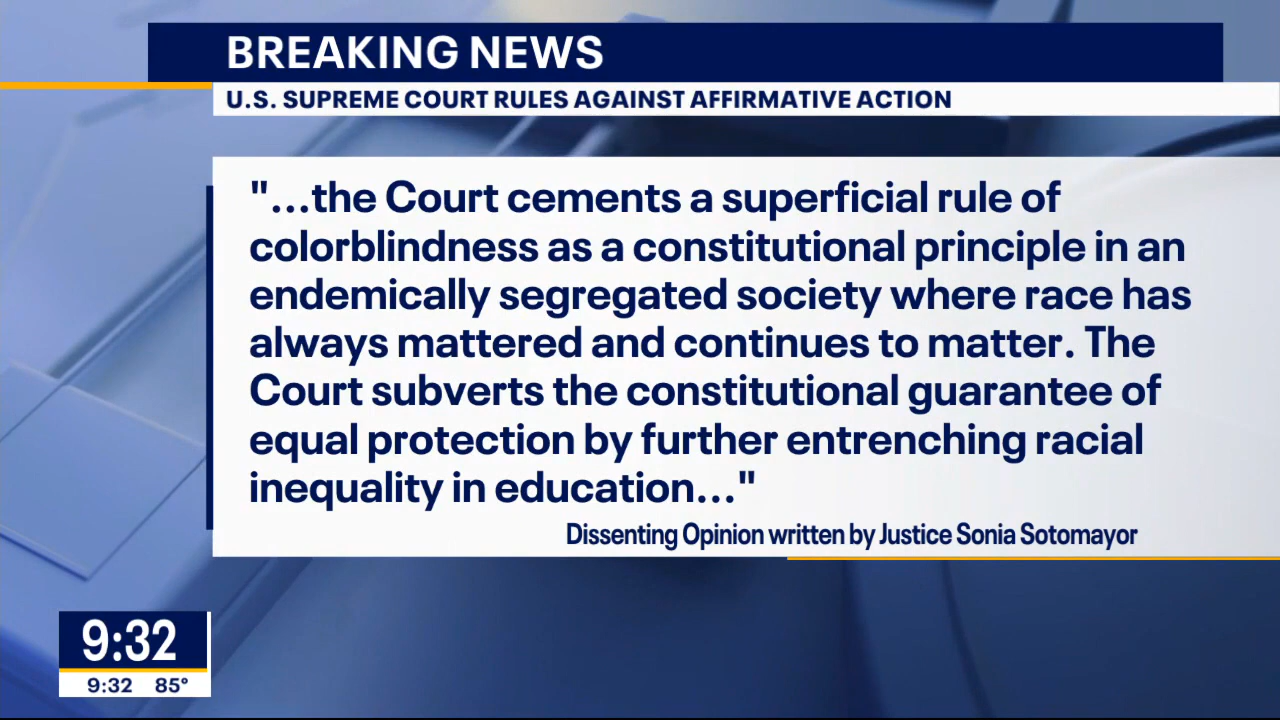 BREAKING NEWS
U.S. SUPREME COURT RULES AGAINST AFFIRMATIVE ACTION
"...the Court cements a superficial rule of
colorblindness as a constitutional principle in an
endemically segregated society where race has
always mattered and continues to matter. The
Court subverts the constitutional guarantee of
equal protection by further entrenching racial
inequality in education..."
Dissenting Opinion written by Justice Sonia Sotomayor
9:32
9:32 85°